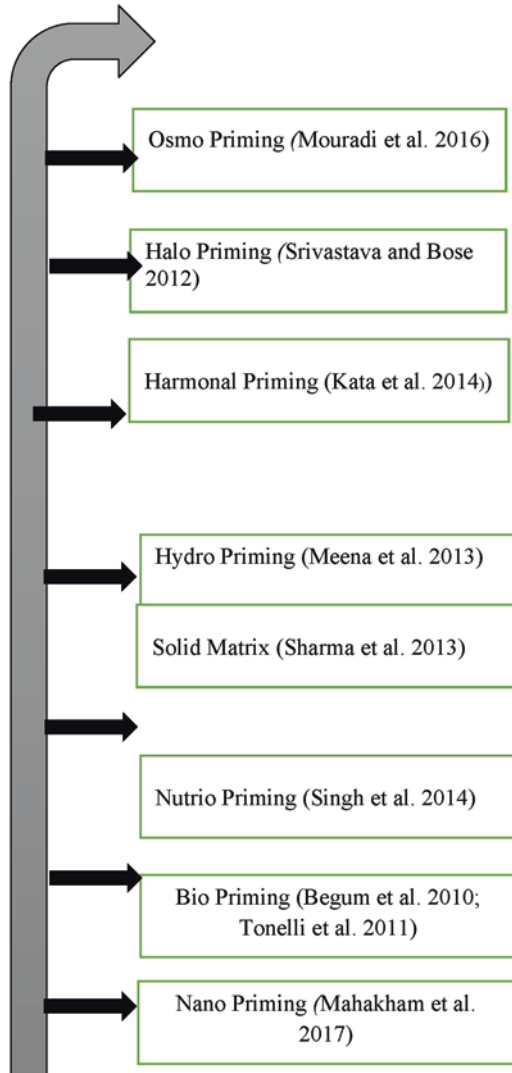 Osmo Priming (Mouradi et al. 2016)
Halo Priming (Srivastava and Bose
2012)
Harmonal Priming (Kata et al. 2014))
Hydro Priming (Meena et al. 2013)
Solid Matrix (Sharma et al. 2013)
Nutrio Priming (Singh et al. 2014)
Bio Priming (Begum et al. 2010;
Tonelli et al. 2011)
Nano Priming (Mahakham et al.
2017)